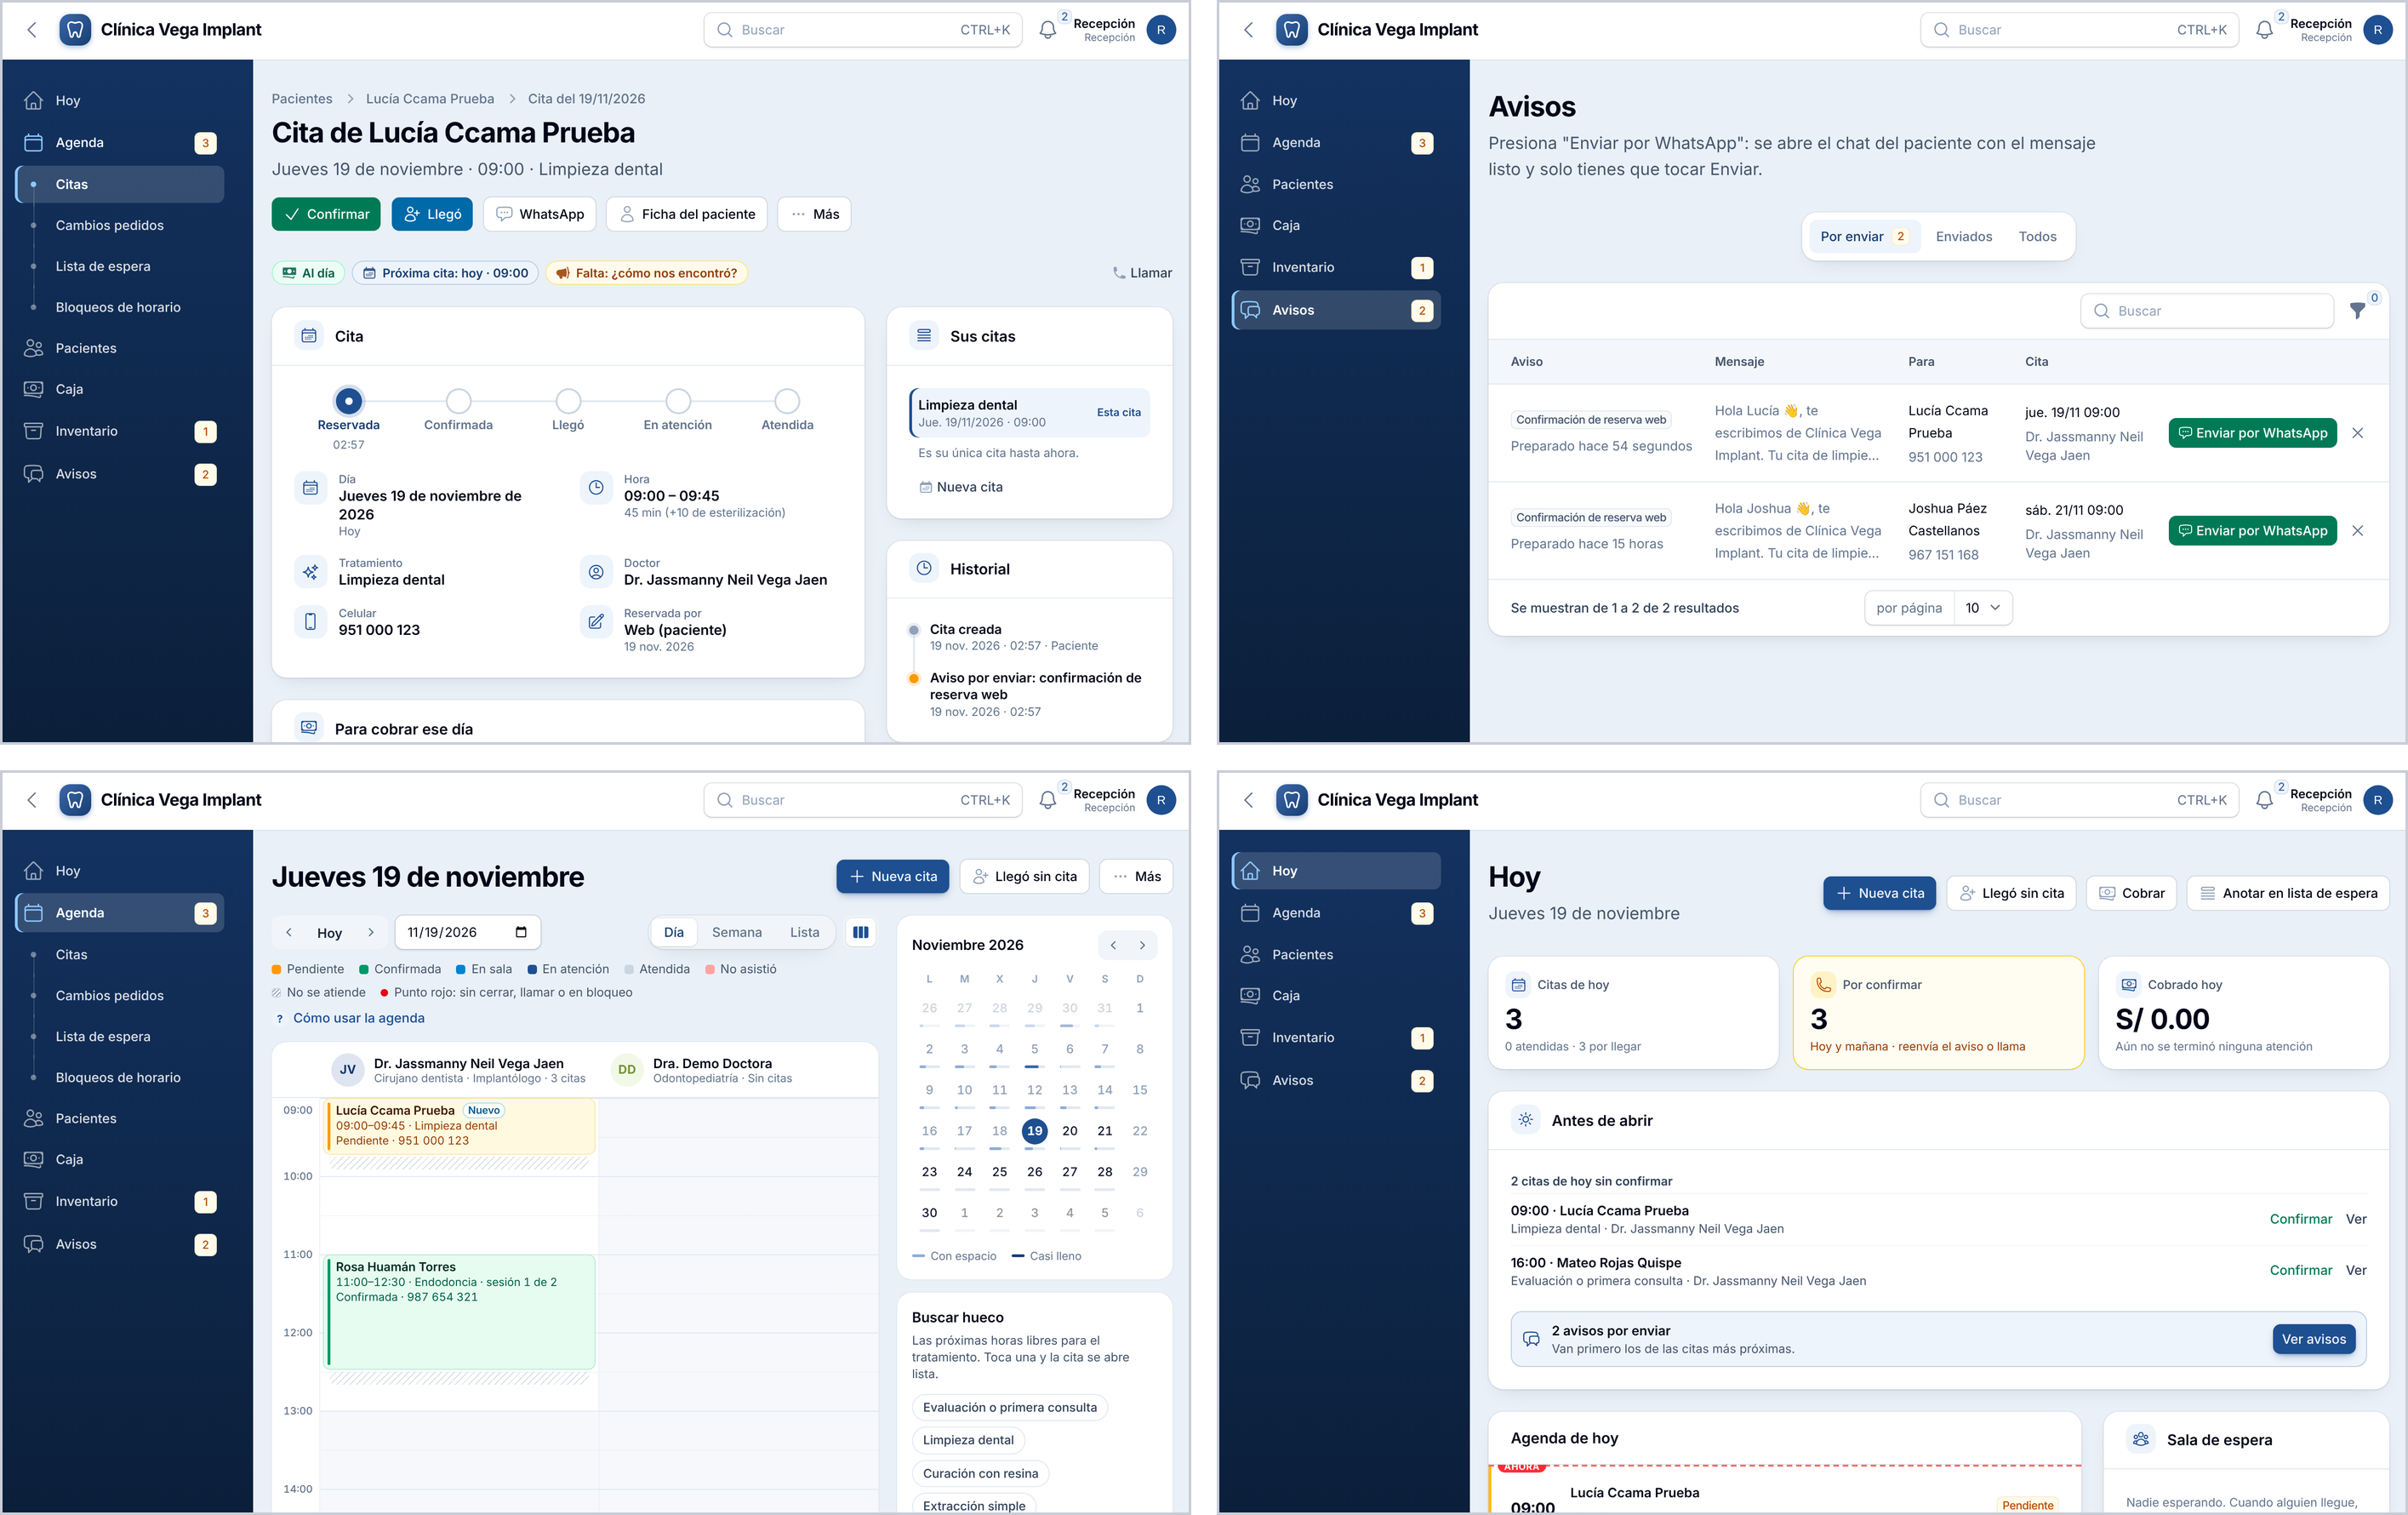 Clínica Vega Implant
Buscar CTRL+K
2
Recepción
Recepción
R
Hoy
Agenda 3
Citas
Cambios pedidos
Lista de espera
Bloqueos de horario
Pacientes
Caja
Inventario 1
Avisos 2
Pacientes > Lucía Ccama Prueba > Cita del 19/11/2026
Cita de Lucía Ccama Prueba
Jueves 19 de noviembre · 09:00 · Limpieza dental
Confirmar
Llegó
WhatsApp
Ficha del paciente
··· Más
Al día
Próxima cita: hoy · 09:00
Falta: ¿cómo nos encontró?
Llamar
Cita
Reservada
02:57
Confirmada
Llegó
En atención
Atendida
Día
Jueves 19 de noviembre de
2026
Hoy
Hora
09:00 – 09:45
45 min (+10 de esterilización)
Tratamiento
Limpieza dental
Doctor
Dr. Jassmanny Neil Vega Jaen
Celular
951 000 123
Reservada por
Web (paciente)
19 nov. 2026
Para cobrar ese día
Sus citas
Limpieza dental
Jue. 19/11/2026 · 09:00
Esta cita
Es su única cita hasta ahora.
Nueva cita
Historial
Cita creada
19 nov. 2026 · 02:57 · Paciente
Aviso por enviar: confirmación de
reserva web
19 nov. 2026 · 02:57
Clínica Vega Implant
Buscar CTRL+K
2
Recepción
Recepción
R
Hoy
Agenda 3
Pacientes
Caja
Inventario 1
Avisos 2
Avisos
Presiona "Enviar por WhatsApp": se abre el chat del paciente con el mensaje
listo y solo tienes que tocar Enviar.
Por enviar 2
Enviados
Todos
Buscar
0
Aviso
Mensaje
Para
Cita
Confirmación de reserva web
Preparado hace 54 segundos
Hola Lucía 👋, te
escribimos de Clínica Vega
Implant. Tu cita de limpie...
Lucía Ccama
Prueba
951 000 123
jue. 19/11 09:00
Dr. Jassmanny Neil
Vega Jaen
Enviar por WhatsApp
Confirmación de reserva web
Preparado hace 15 horas
Hola Joshua 👋, te
escribimos de Clínica Vega
Implant. Tu cita de limpie...
Joshua Páez
Castellanos
967 151 168
sáb. 21/11 09:00
Dr. Jassmanny Neil
Vega Jaen
Enviar por WhatsApp
Se muestran de 1 a 2 de 2 resultados
por página 10
Clínica Vega Implant
Buscar CTRL+K
2
Recepción
Recepción
R
Hoy
Agenda 3
Citas
Cambios pedidos
Lista de espera
Bloqueos de horario
Pacientes
Caja
Inventario 1
Avisos 2
Jueves 19 de noviembre
+ Nueva cita
Llegó sin cita
··· Más
Hoy
11/19/2026
Día
Semana
Lista
Pendiente
Confirmada
En sala
En atención
Atendida
No asistió
No se atiende
Punto rojo: sin cerrar, llamar o en bloqueo
? Cómo usar la agenda
JV
Dr. Jassmanny Neil Vega Jaen
Cirujano dentista · Implantólogo · 3 citas
DD
Dra. Demo Doctora
Odontopediatría · Sin citas
09:00
Lucía Ccama Prueba Nuevo
09:00–09:45 · Limpieza dental
Pendiente · 951 000 123
10:00
11:00
Rosa Huamán Torres
11:00–12:30 · Endodoncia · sesión 1 de 2
Confirmada · 987 654 321
12:00
13:00
14:00
Noviembre 2026
L M X J V S D
26 27 28 29 30 31 1
2 3 4 5 6 7 8
9 10 11 12 13 14 15
16 17 18 19 20 21 22
23 24 25 26 27 28 29
30 1 2 3 4 5 6
Con espacio
Casi lleno
Buscar hueco
Las próximas horas libres para el
tratamiento. Toca una y la cita se abre
lista.
Evaluación o primera consulta
Limpieza dental
Curación con resina
Extracción simple
Clínica Vega Implant
Buscar CTRL+K
2
Recepción
Recepción
R
Hoy
Agenda 3
Pacientes
Caja
Inventario 1
Avisos 2
Hoy
Jueves 19 de noviembre
+ Nueva cita
Llegó sin cita
Cobrar
Anotar en lista de espera
Citas de hoy
3
0 atendidas · 3 por llegar
Por confirmar
3
Hoy y mañana · reenvía el aviso o llama
Cobrado hoy
S/ 0.00
Aún no se terminó ninguna atención
Antes de abrir
2 citas de hoy sin confirmar
09:00 · Lucía Ccama Prueba
Limpieza dental · Dr. Jassmanny Neil Vega Jaen
Confirmar Ver
16:00 · Mateo Rojas Quispe
Evaluación o primera consulta · Dr. Jassmanny Neil Vega Jaen
Confirmar Ver
2 avisos por enviar
Van primero los de las citas más próximas.
Ver avisos
Agenda de hoy
AHORA
09:00
Lucía Ccama Prueba
Pendiente
Sala de espera
Nadie esperando. Cuando alguien llegue,